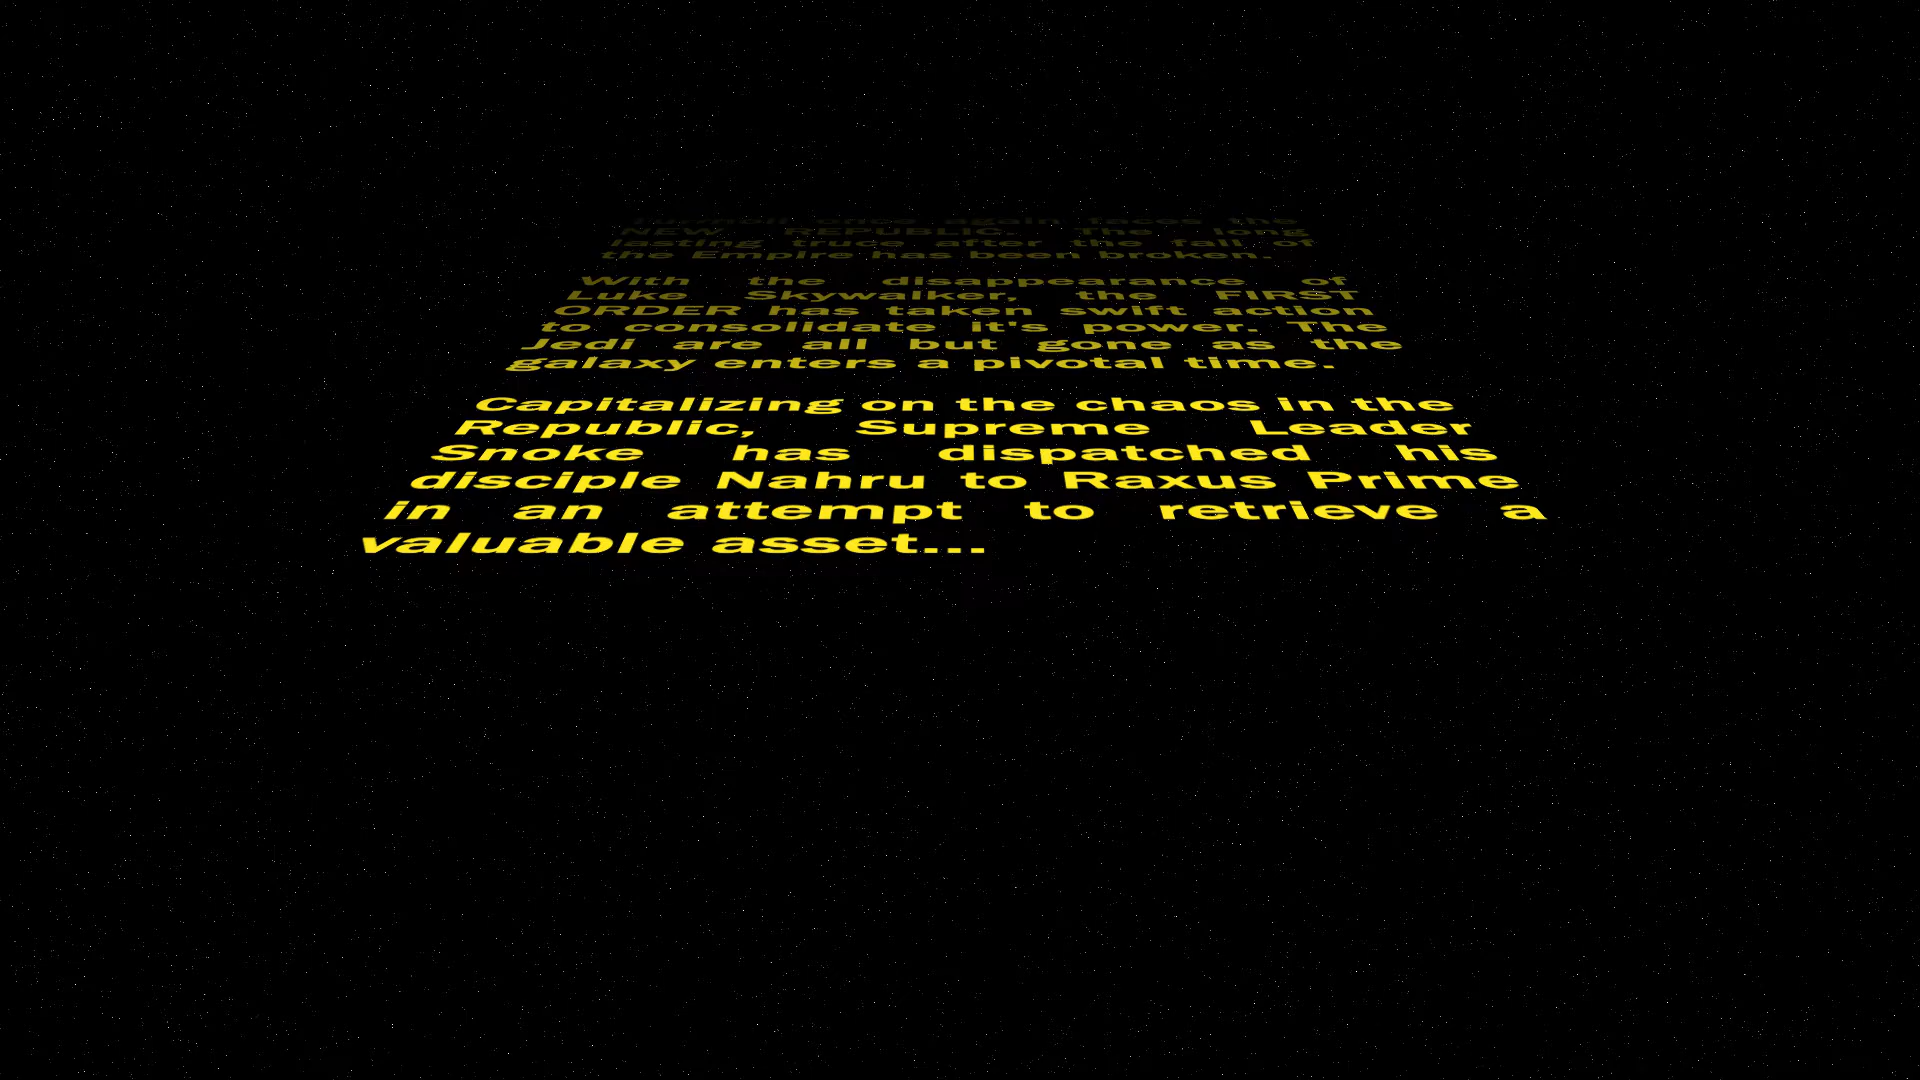 turmoil once again faces the
NEW REPUBLIC. The long
lasting truce after the fall of
the Empire has been broken.
With the disappearance of
Luke Skywalker, the FIRST
ORDER has taken swift action
to consolidate it's power. The
Jedi are all but gone as the
galaxy enters a pivotal time.
Capitalizing on the chaos in the
Republic, Supreme Leader
Snoke has dispatched his
disciple Nahru to Raxus Prime
in an attempt to retrieve a
valuable asset...